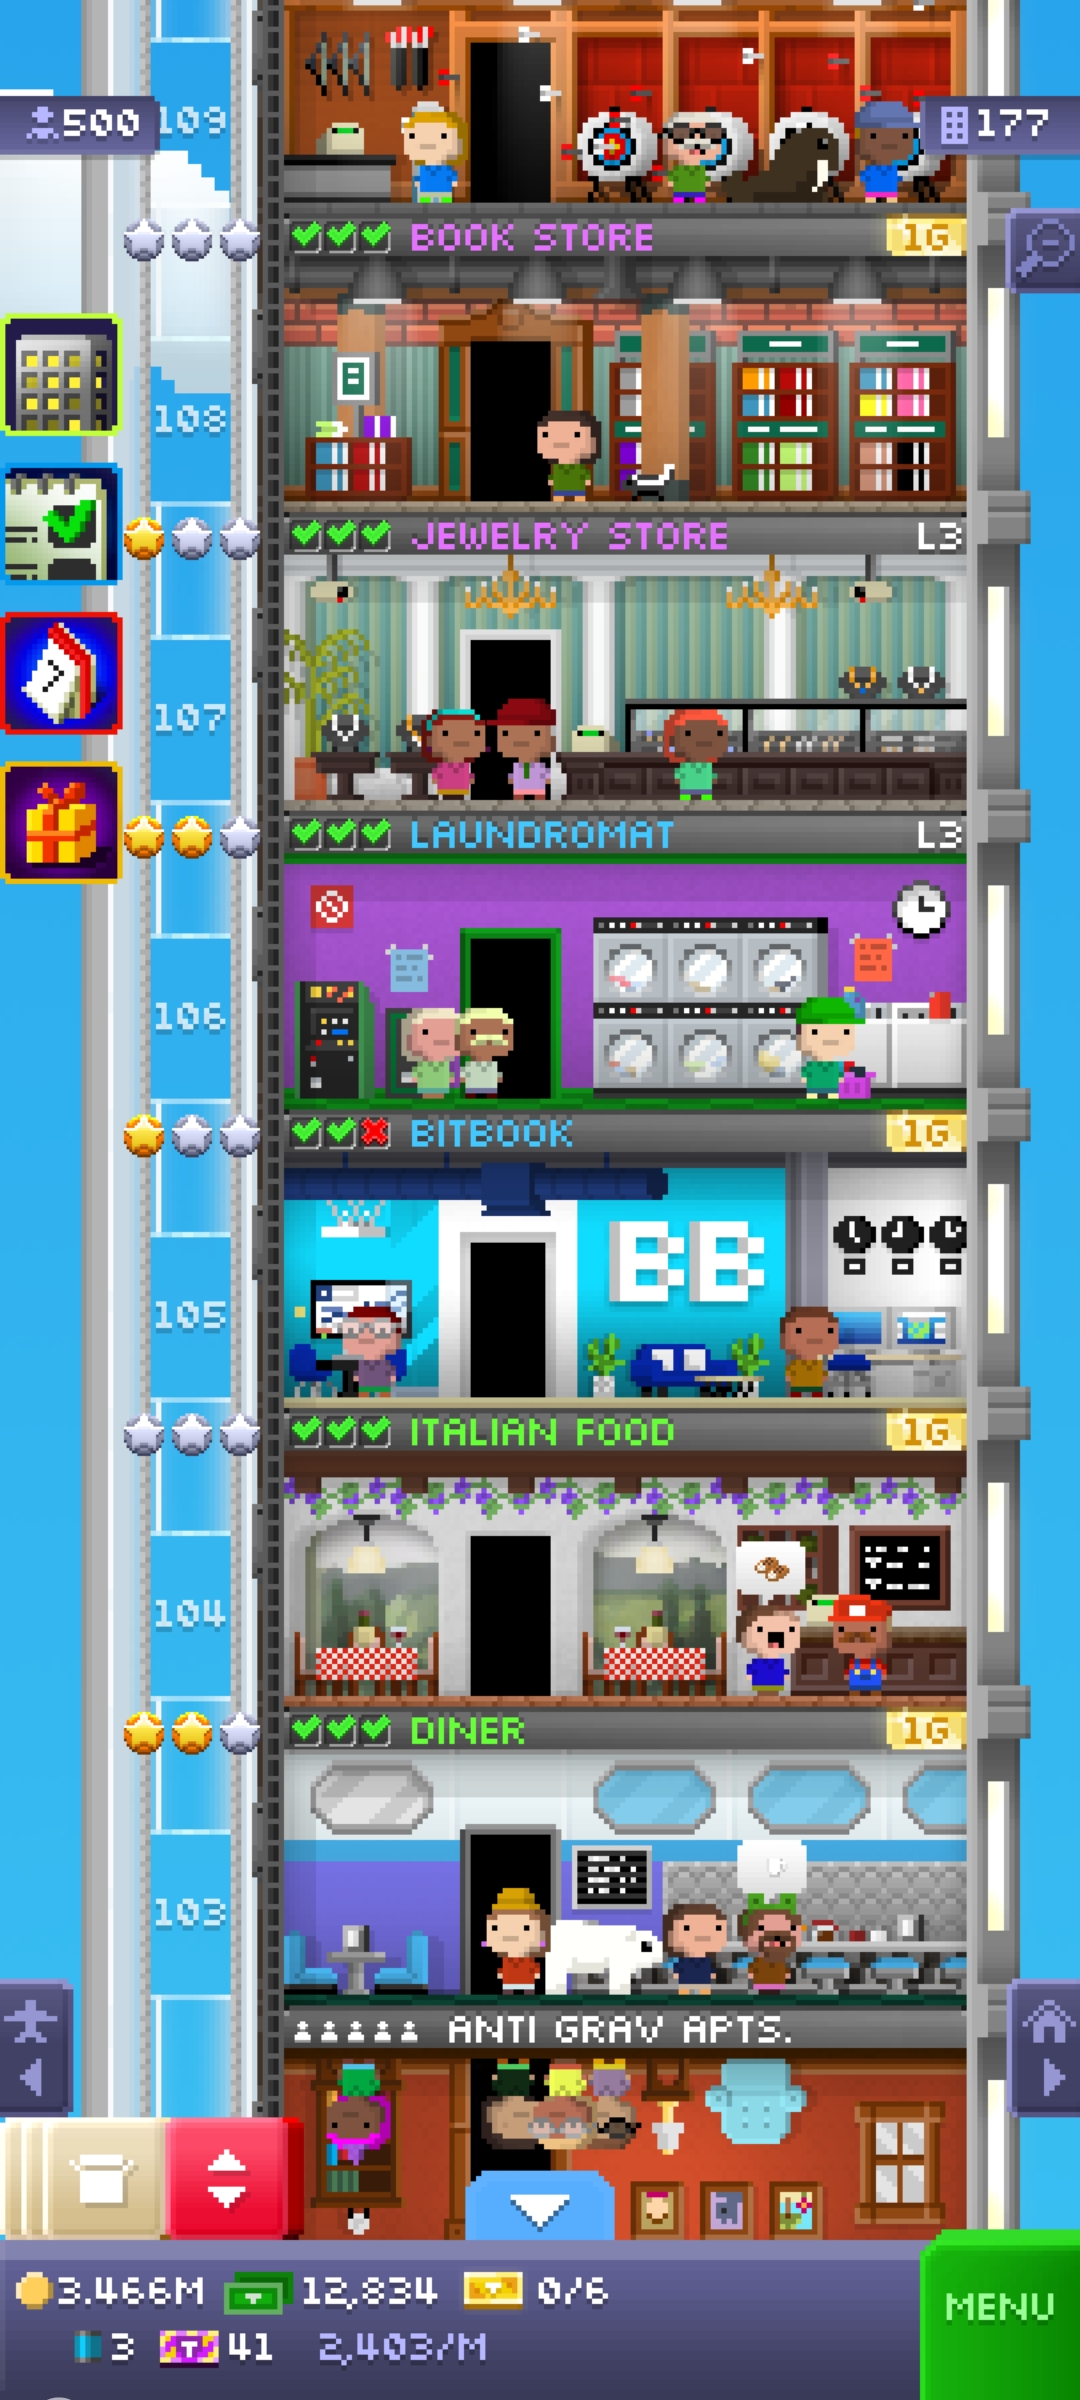 109
500
177
BOOK STORE 1G
108
JEWELRY STORE L3
107
LAUNDROMAT L3
106
BITBOOK 1G
BB
105
ITALIAN FOOD 1G
104
DINER 1G
103
ANTI GRAV APTS.
3.466M 12,834 0/6
MENU
3 T 41 2,403/M